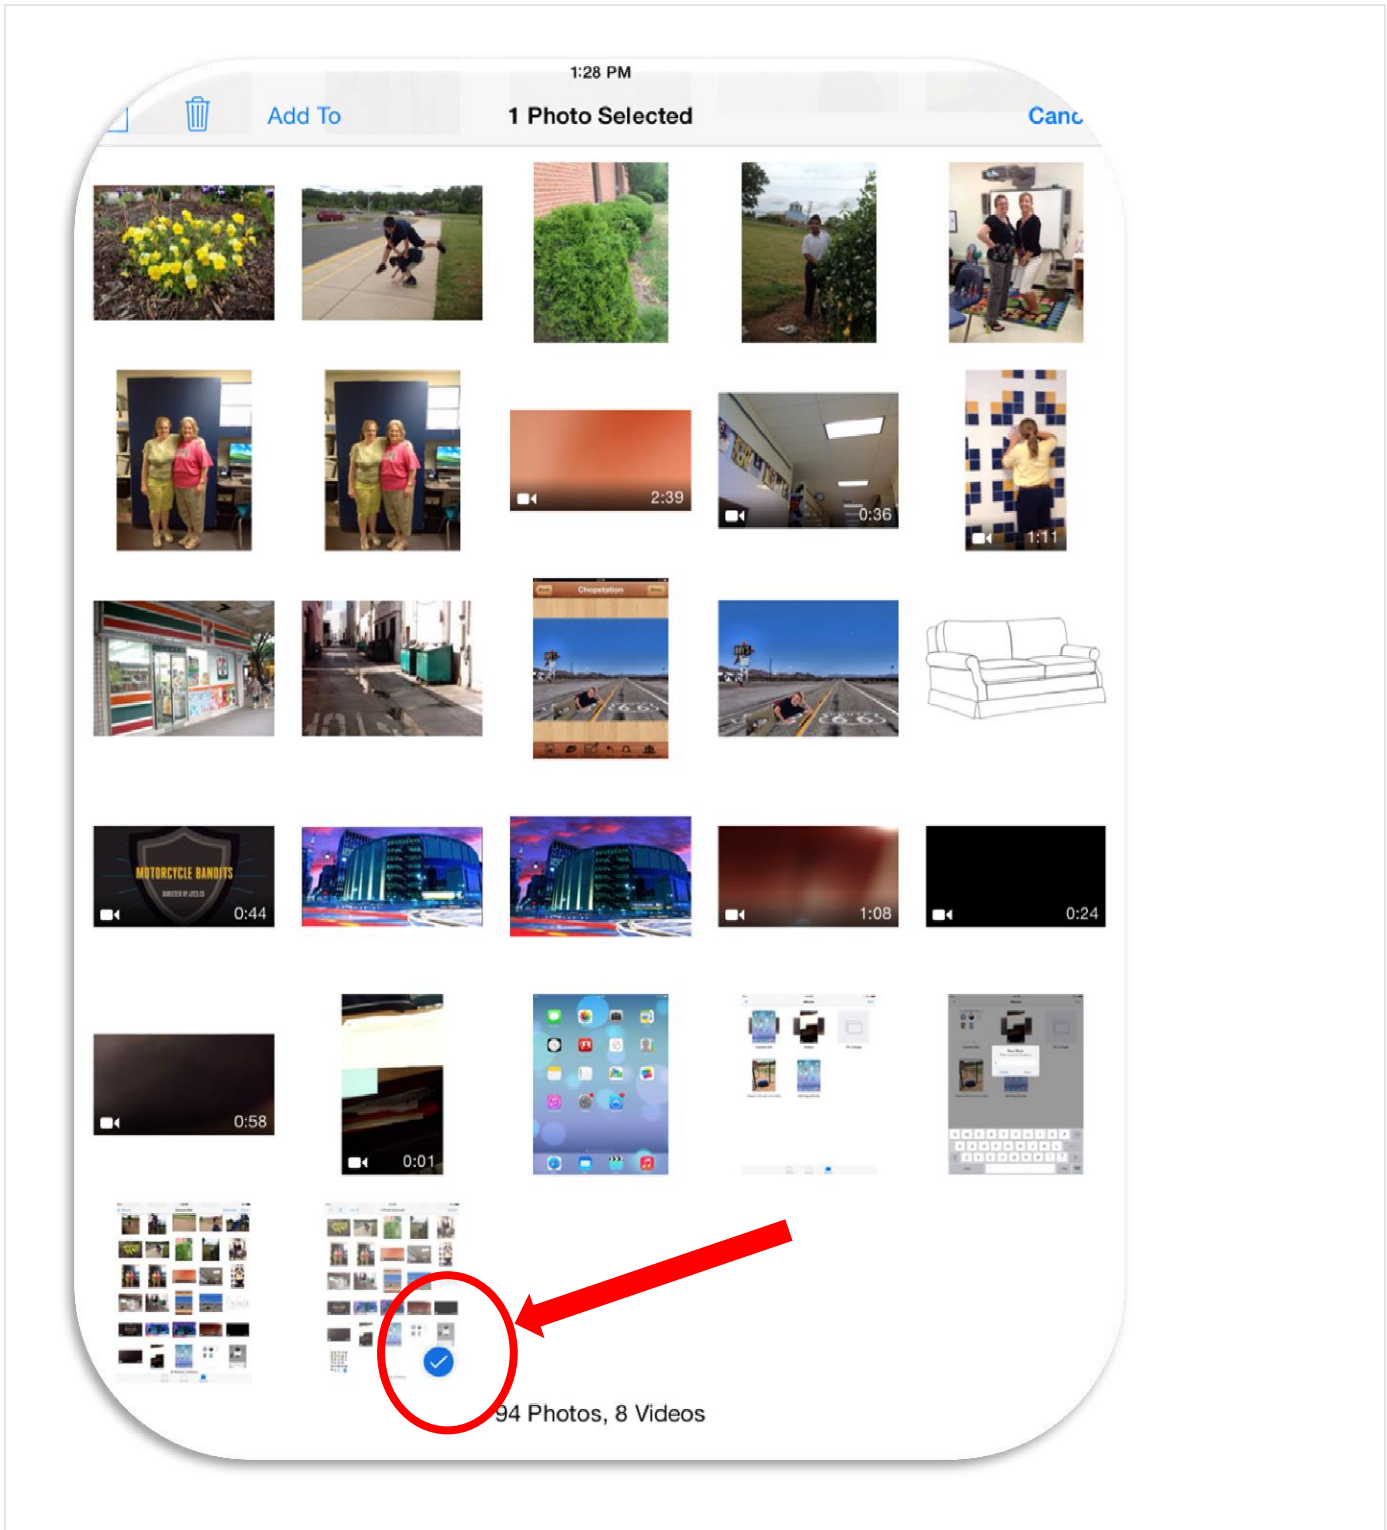 1:28 PM
Add To
1 Photo Selected
Canc
2:39
0:36
1:11
Chopstation
MOTORCYCLE BANDITS
0:44
1:08
0:24
0:58
0:01
94 Photos, 8 Videos